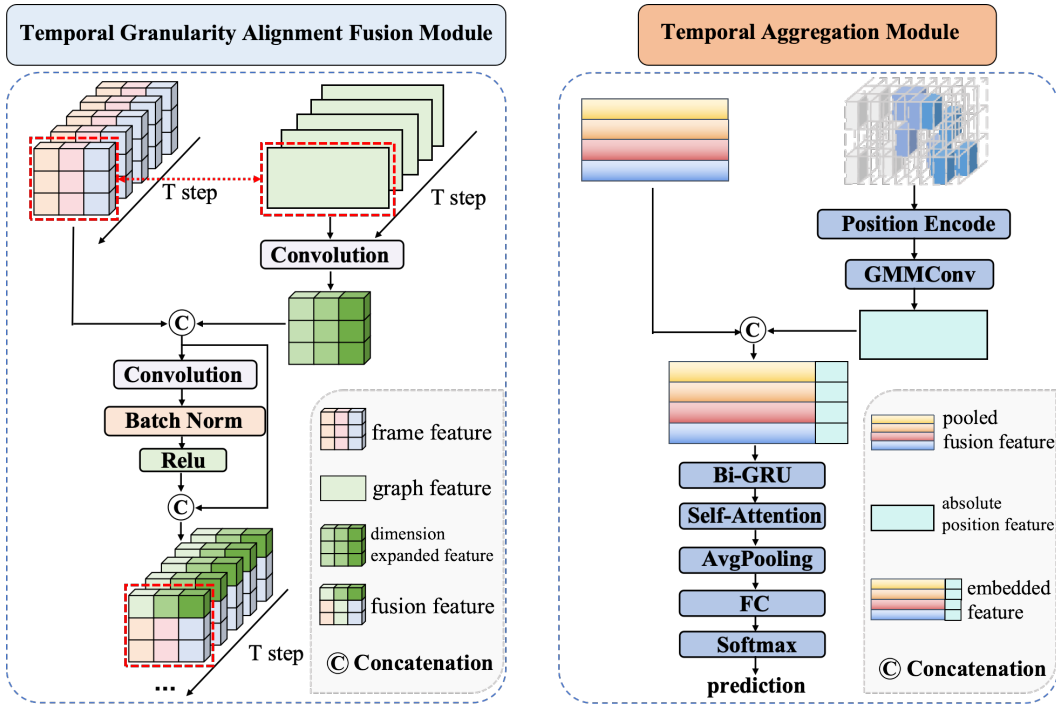 Temporal Granularity Alignment Fusion Module
T step
T step
Convolution
C
Convolution
Batch Norm
Relu
C
T step
...
frame feature
graph feature
dimension
expanded feature
fusion feature
C Concatenation
Temporal Aggregation Module
Position Encode
GMMConv
C
Bi-GRU
Self-Attention
AvgPooling
FC
Softmax
prediction
pooled
fusion feature
absolute
position feature
embedded
feature
C Concatenation